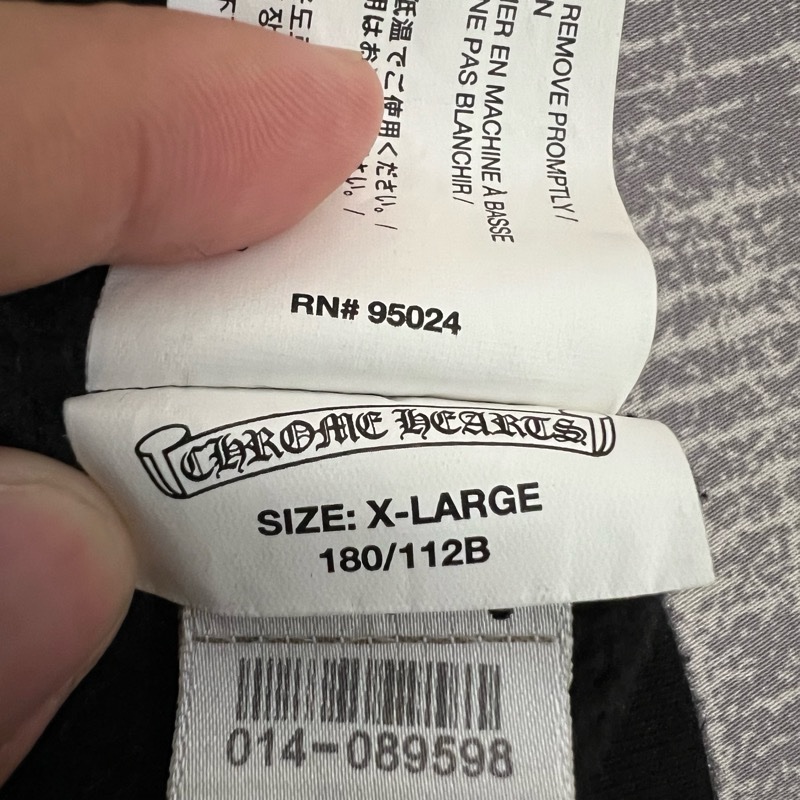 REMOVE PROMPTLY/
N
ER EN MACHINE À BASSE
NE PAS BLANCHIR/
低温でご使用ください。/
用はお
い。/
RN# 95024
CHROME HEARTS
SIZE: X-LARGE
180/112B
014-089598